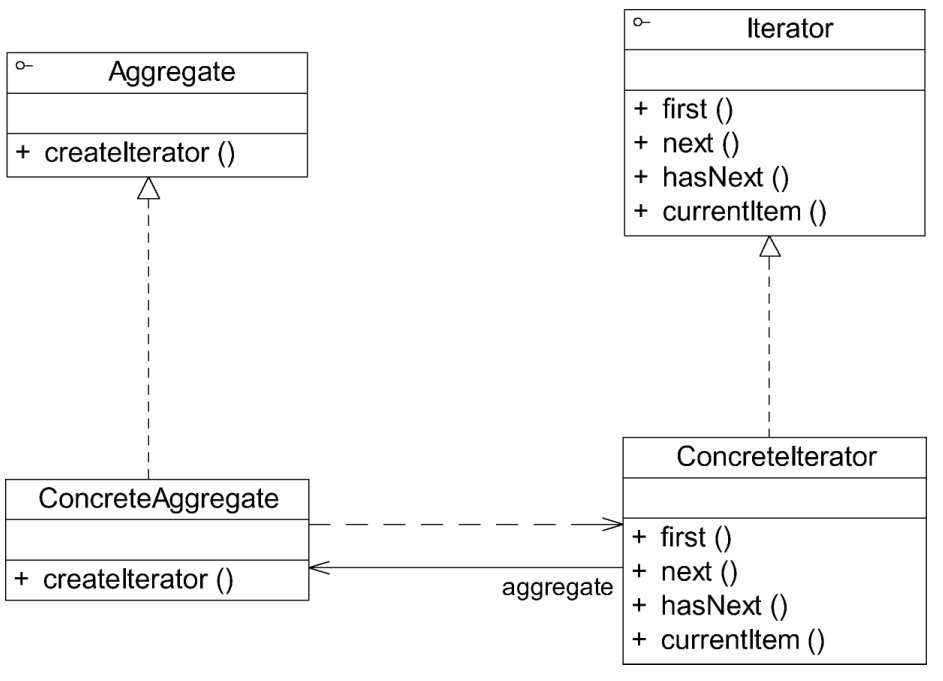 Aggregate
+ createIterator ()
Iterator
+ first ()
+ next ()
+ hasNext ()
+ currentItem ()
ConcreteAggregate
+ createIterator ()
aggregate
ConcreteIterator
+ first ()
+ next ()
+ hasNext ()
+ currentItem ()